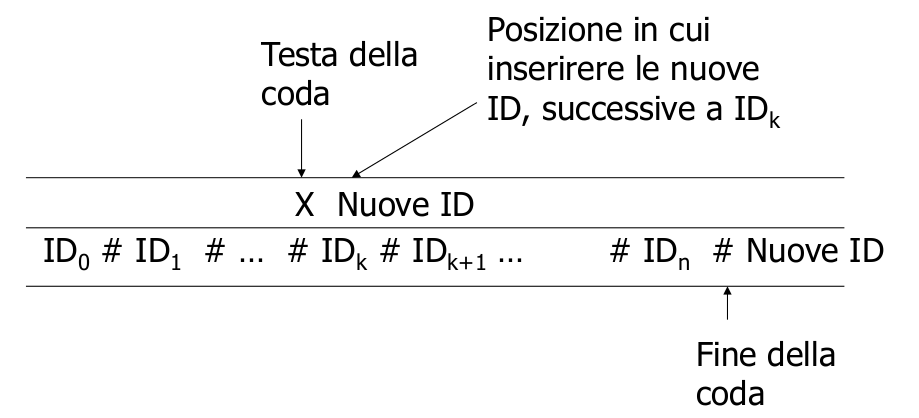 Testa della
coda
Posizione in cui
inserirere le nuove
ID, successive a IDk
X Nuove ID
ID0 # ID1 # ... # IDk # IDk+1 ... # IDn # Nuove ID
Fine della
coda